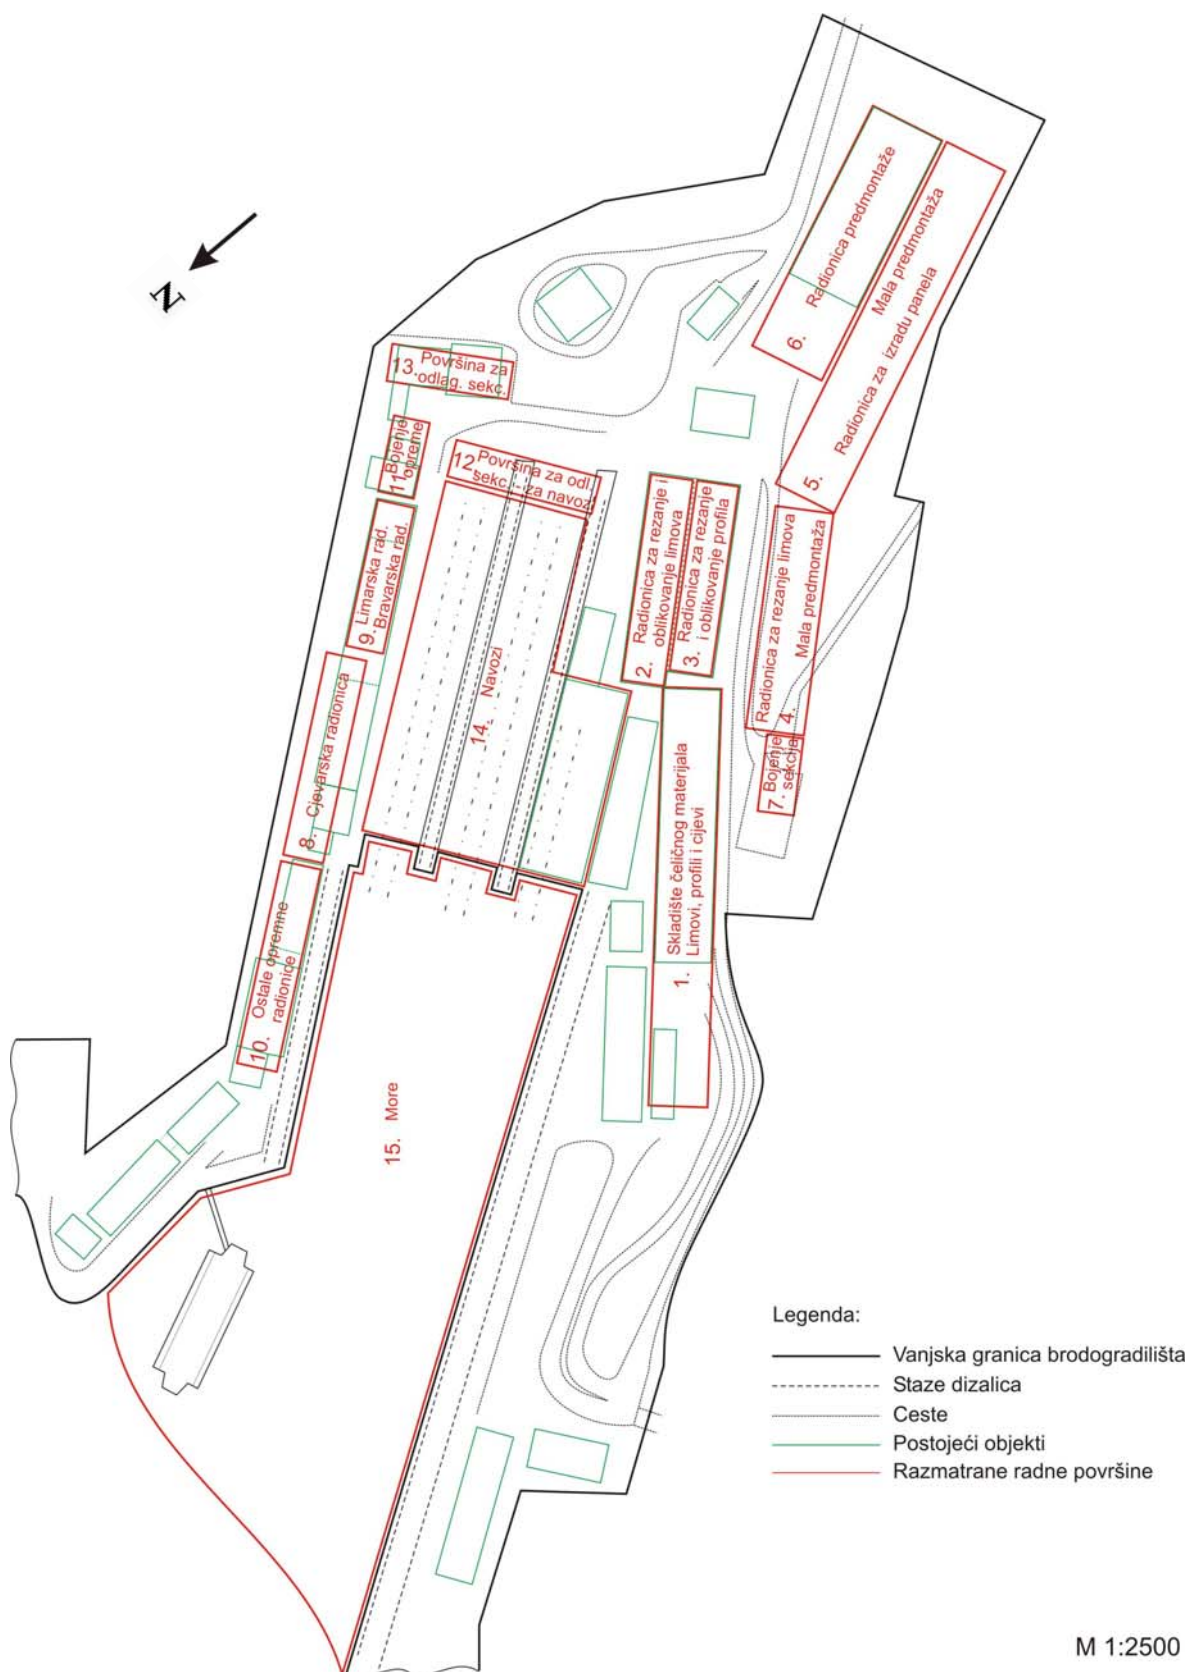 N
6. Radionica predmontaže
Mala predmontaža
5. Radionica za izradu panela
13. Površina za
odlag. sekc.
11. Bojenje
opreme
12. Površina za odl.
sekc. - za navoz
2. Radionica za rezanje i
oblikovanje limova
3. Radionica za rezanje
i oblikovanje profila
Radionica za rezanje limova
4. Mala predmontaža
7. Bojenje
sekcija
9. Limarska rad.
Bravarska rad.
14. Navozi
8. Cjevarska radionica
10. Ostale opremne
radionice
1. Skladište čeličnog materijala
Limovi, profili i cijevi
15. More
Legenda:
Vanjska granica brodogradilišta
Staze dizalica
Ceste
Postojeći objekti
Razmatrane radne površine
M 1:2500